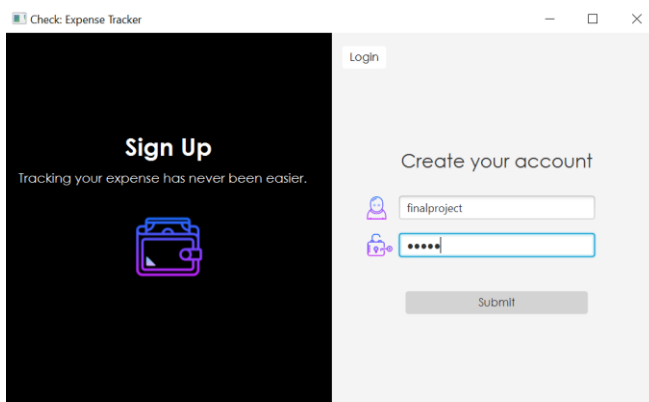 Check: Expense Tracker
Sign Up
Tracking your expense has never been easier.
Login
Create your account
finalproject
•••••
Submit